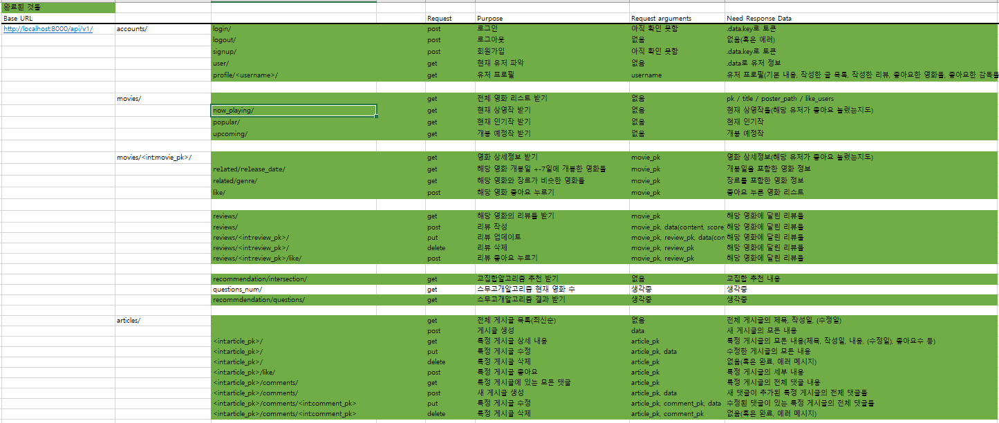 완료된 것들
Base URL Request Purpose Request arguments Need Response Data
http://localhost:8000/api/v1/ accounts/ login/ post 로그인 아직 확인 못함 .data.key로 토큰
logout/ post 로그아웃 없음 없음(혹은 에러)
signup/ post 회원가입 아직 확인 못함 .data.key로 토큰
user/ get 현재 유저 파악 없음 .data로 유저 정보
profile/<username>/ get 유저 프로필 username 유저 프로필(기본 내용, 작성한 글 목록, 작성한 리뷰, 좋아요한 영화들, 좋아요한 감독들
movies/ get 전체 영화 리스트 받기 없음 pk / title / poster_path / like_users
now_playing/ get 현재 상영작 받기 없음 현재 상영작들(해당 유저가 좋아요 눌렀는지도)
popular/ get 현재 인기작 받기 없음 현재 인기작
upcoming/ get 개봉 예정작 받기 없음 개봉 예정작
movies/<int:movie_pk>/ get 영화 상세정보 받기 movie_pk 영화 상세정보(해당 유저가 좋아요 눌렀는지도)
related/release_date/ get 해당 영화 개봉일 +-7일에 개봉한 영화들 movie_pk 개봉일을 포함한 영화 정보
related/genre/ get 해당 영화와 장르가 비슷한 영화들 movie_pk 장르를 포함한 영화 정보
like/ post 해당 영화 좋아요 누르기 movie_pk 좋아요 누른 영화 리스트
reviews/ get 해당 영화의 리뷰들 받기 movie_pk 해당 영화에 달린 리뷰들
reviews/ post 리뷰 작성 movie_pk, data(content, score 해당 영화에 달린 리뷰들
reviews/<int:review_pk>/ put 리뷰 업데이트 movie_pk, review_pk, data(con 해당 영화에 달린 리뷰들
reviews/<int:review_pk>/ delete 리뷰 삭제 movie_pk, review_pk 해당 영화에 달린 리뷰들
reviews/<int:review_pk>/like/ post 리뷰 좋아요 누르기 movie_pk, review_pk 해당 영화에 달린 리뷰들
recommendation/intersection/ get 교집합알고리즘 추천 받기 없음 교집합 추천 내용
questions_num/ get 스무고개알고리즘 현재 영화 수 생각중 생각중
recommdendation/questions/ get 스무고개알고리즘 결과 받기 생각중 생각중
articles/ get 전체 게시글 목록(최신순) 없음 전체 게시글의 제목, 작성일, (수정일)
post 게시글 생성 data 새 게시글의 모든 내용
<int:article_pk>/ get 특정 게시글 상세 내용 article_pk 특정 게시글의 모든 내용(제목, 작성일, 내용, (수정일), 좋아요수 등)
<int:article_pk>/ put 특정 게시글 수정 article_pk, data 수정한 게시글의 모든 내용
<int:article_pk>/ delete 특정 게시글 삭제 article_pk 없음(혹은 완료, 에러 메시지)
<int:article_pk>/like/ post 특정 게시글 좋아요 article_pk 특정 게시글의 세부 내용
<int:article_pk>/comments/ get 특정 게시글에 있는 모든 댓글 article_pk 특정 게시글의 전체 댓글 내용
<int:article_pk>/comments/ post 새 게시글 생성 article_pk, data 새 댓글이 추가된 특정 게시글의 전체 댓글들
<int:article_pk>/comments/<int:comment_pk> put 특정 게시글 수정 article_pk, comment_pk, data 수정된 댓글이 있는 특정 게시글의 전체 댓글들
<int:article_pk>/comments/<int:comment_pk> delete 특정 게시글 삭제 article_pk, comment_pk 없음(혹은 완료, 에러 메시지)